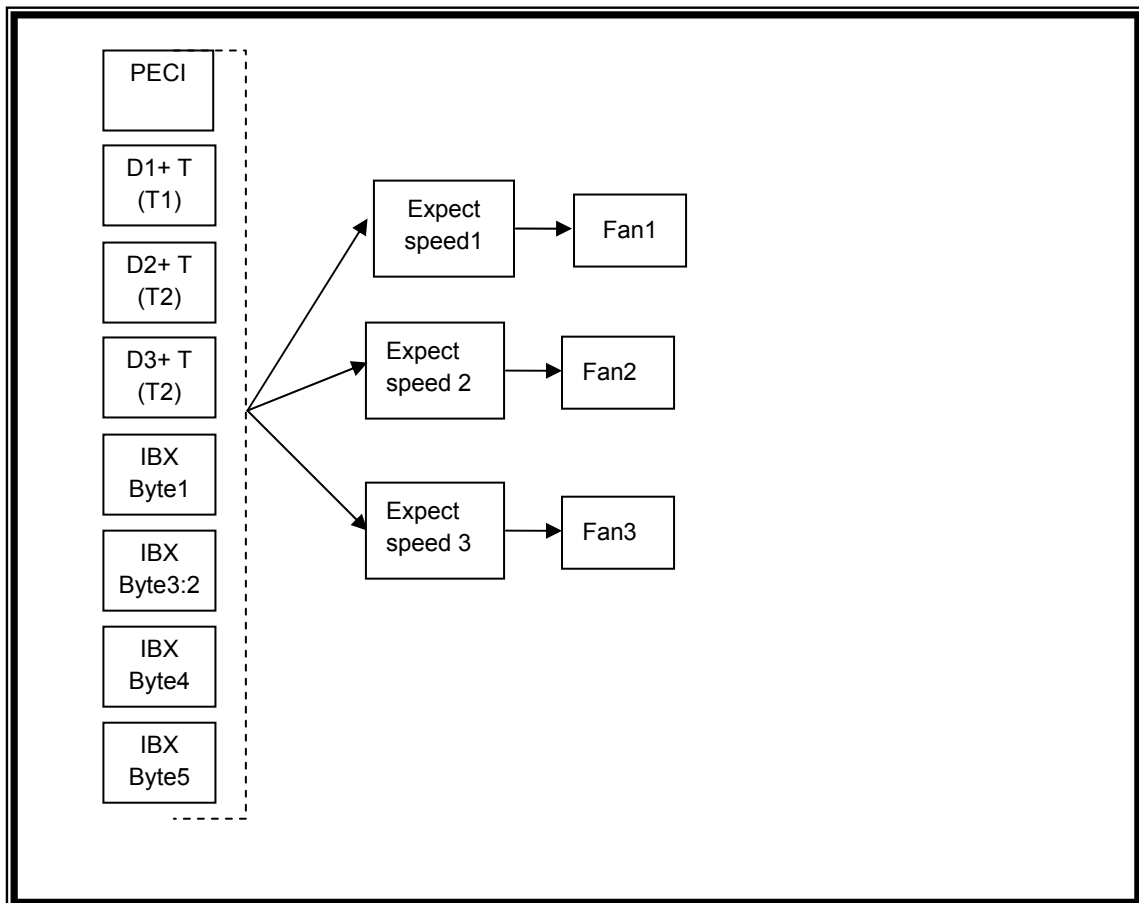 PECI
D1+ T
(T1)
D2+ T
(T2)
D3+ T
(T2)
IBX
Byte1
IBX
Byte3:2
IBX
Byte4
IBX
Byte5
Expect
speed1
Fan1
Expect
speed 2
Fan2
Expect
speed 3
Fan3